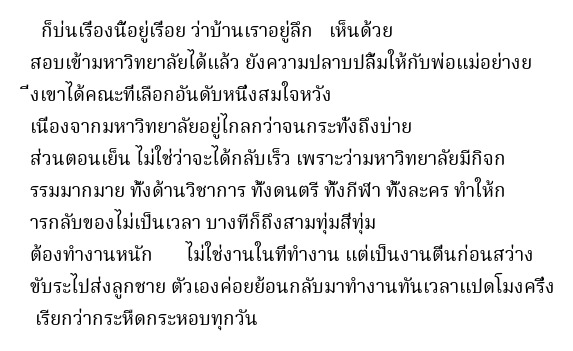 ก็บ่นเรื่องนี้อยู่เรื่อย ว่าบ้านเราอยู่ลึก เห็นด้วย
สอบเข้ามหาวิทยาลัยได้แล้ว ยังความปลาบปลื้มให้กับพ่อแม่อย่างย
ิ่งเขาได้คณะที่เลือกอันดับหนึ่งสมใจหวัง
เนื่องจากมหาวิทยาลัยอยู่ไกลกว่าจนกระทั่งถึงบ่าย
ส่วนตอนเย็น ไม่ใช่ว่าจะได้กลับเร็ว เพราะว่ามหาวิทยาลัยมีกิจก
รรมมากมาย ทั้งด้านวิชาการ ทั้งดนตรี ทั้งกีฬา ทั้งละคร ทำให้ก
ารกลับของไม่เป็นเวลา บางทีก็ถึงสามทุ่มสี่ทุ่ม
ต้องทำงานหนัก ไม่ใช่งานในที่ทำงาน แต่เป็นงานตื่นก่อนสว่าง
ขับระไปส่งลูกชาย ตัวเองค่อยย้อนกลับมาทำงานทันเวลาแปดโมงครึ่ง
เรียกว่ากระหืดกระหอบทุกวัน